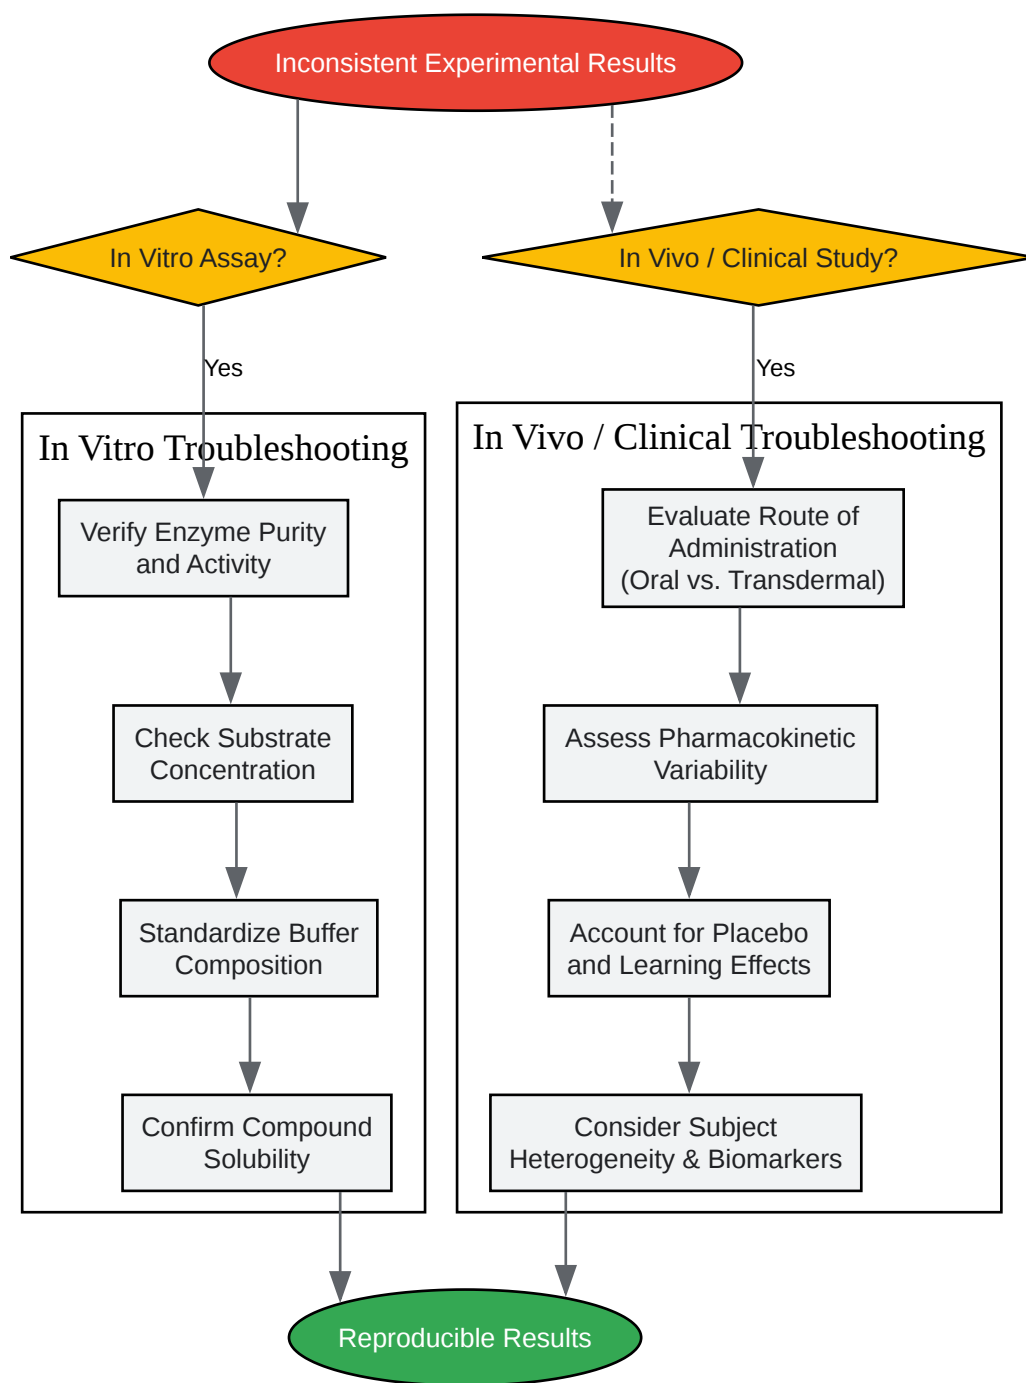 Inconsistent Experimental Results
In Vitro Assay?
In Vivo / Clinical Study?
Yes
Yes
In Vitro Troubleshooting
In Vivo / Clinical Troubleshooting
Verify Enzyme Purity
and Activity
Evaluate Route of
Administration
(Oral vs. Transdermal)
Check Substrate
Concentration
Assess Pharmacokinetic
Variability
Standardize Buffer
Composition
Account for Placebo
and Learning Effects
Confirm Compound
Solubility
Consider Subject
Heterogeneity & Biomarkers
Reproducible Results